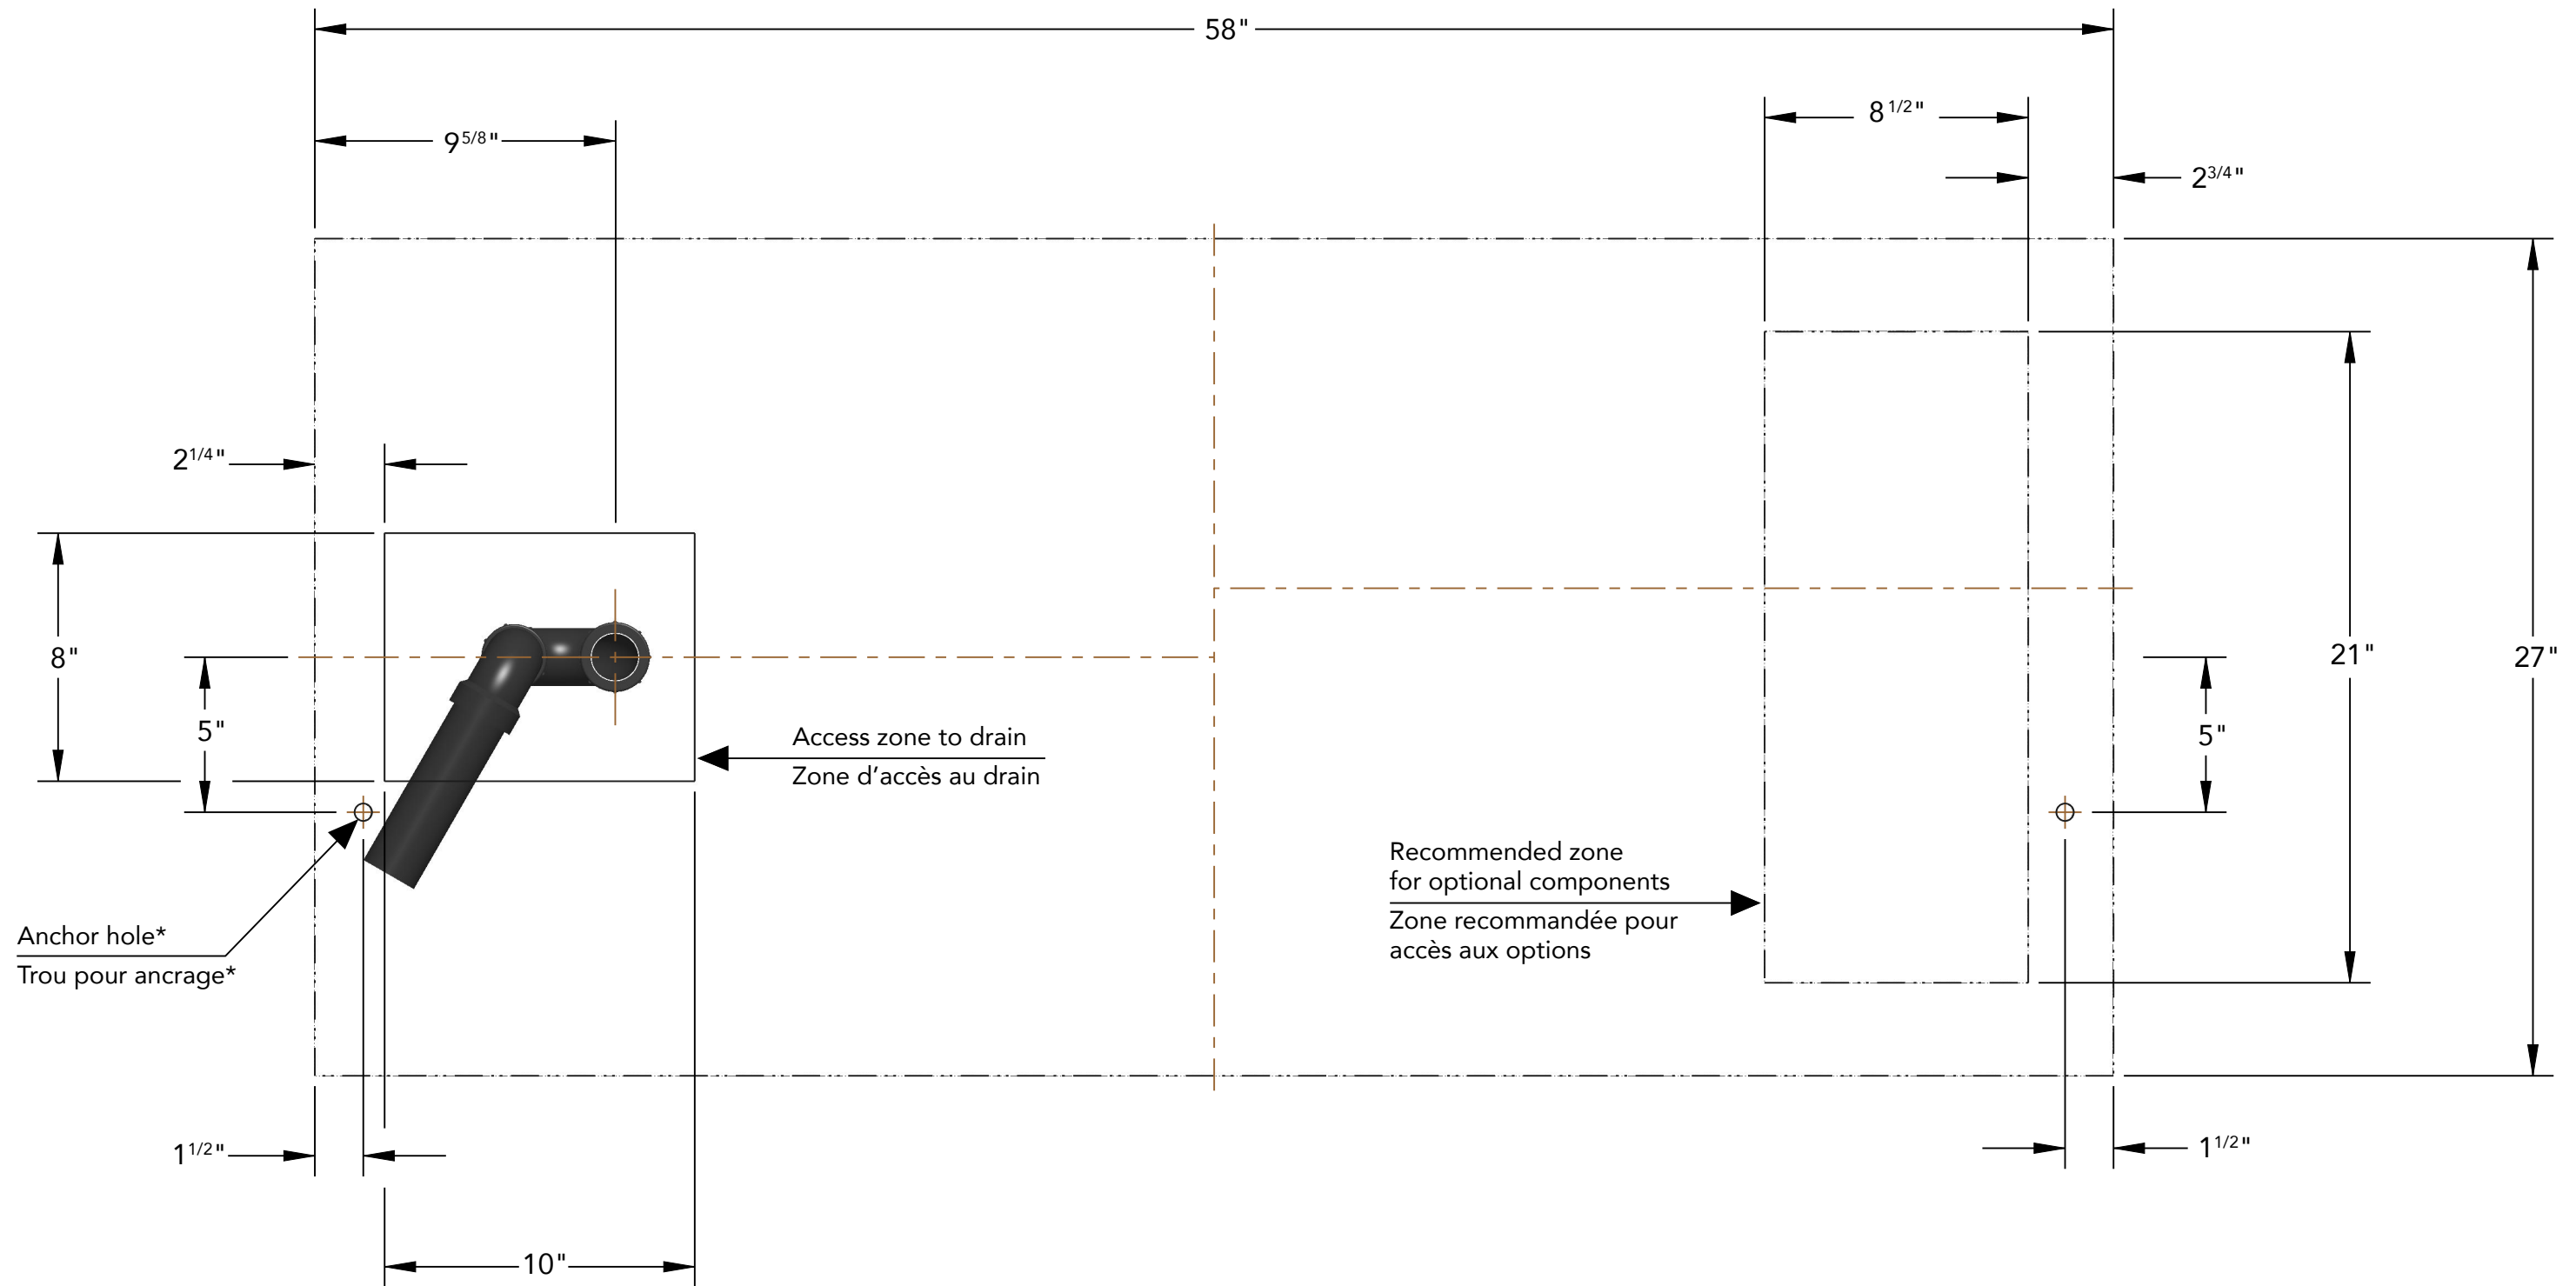 58"
8 1/2"
9 5/8"
2 3/4"
2 1/4"
8"
21"
27"
5"
5"
Access zone to drain
Zone d’accès au drain
Recommended zone
for optional components
Zone recommandée pour
accès aux options
Anchor hole*
Trou pour ancrage*
1 1/2"
1 1/2"
10"